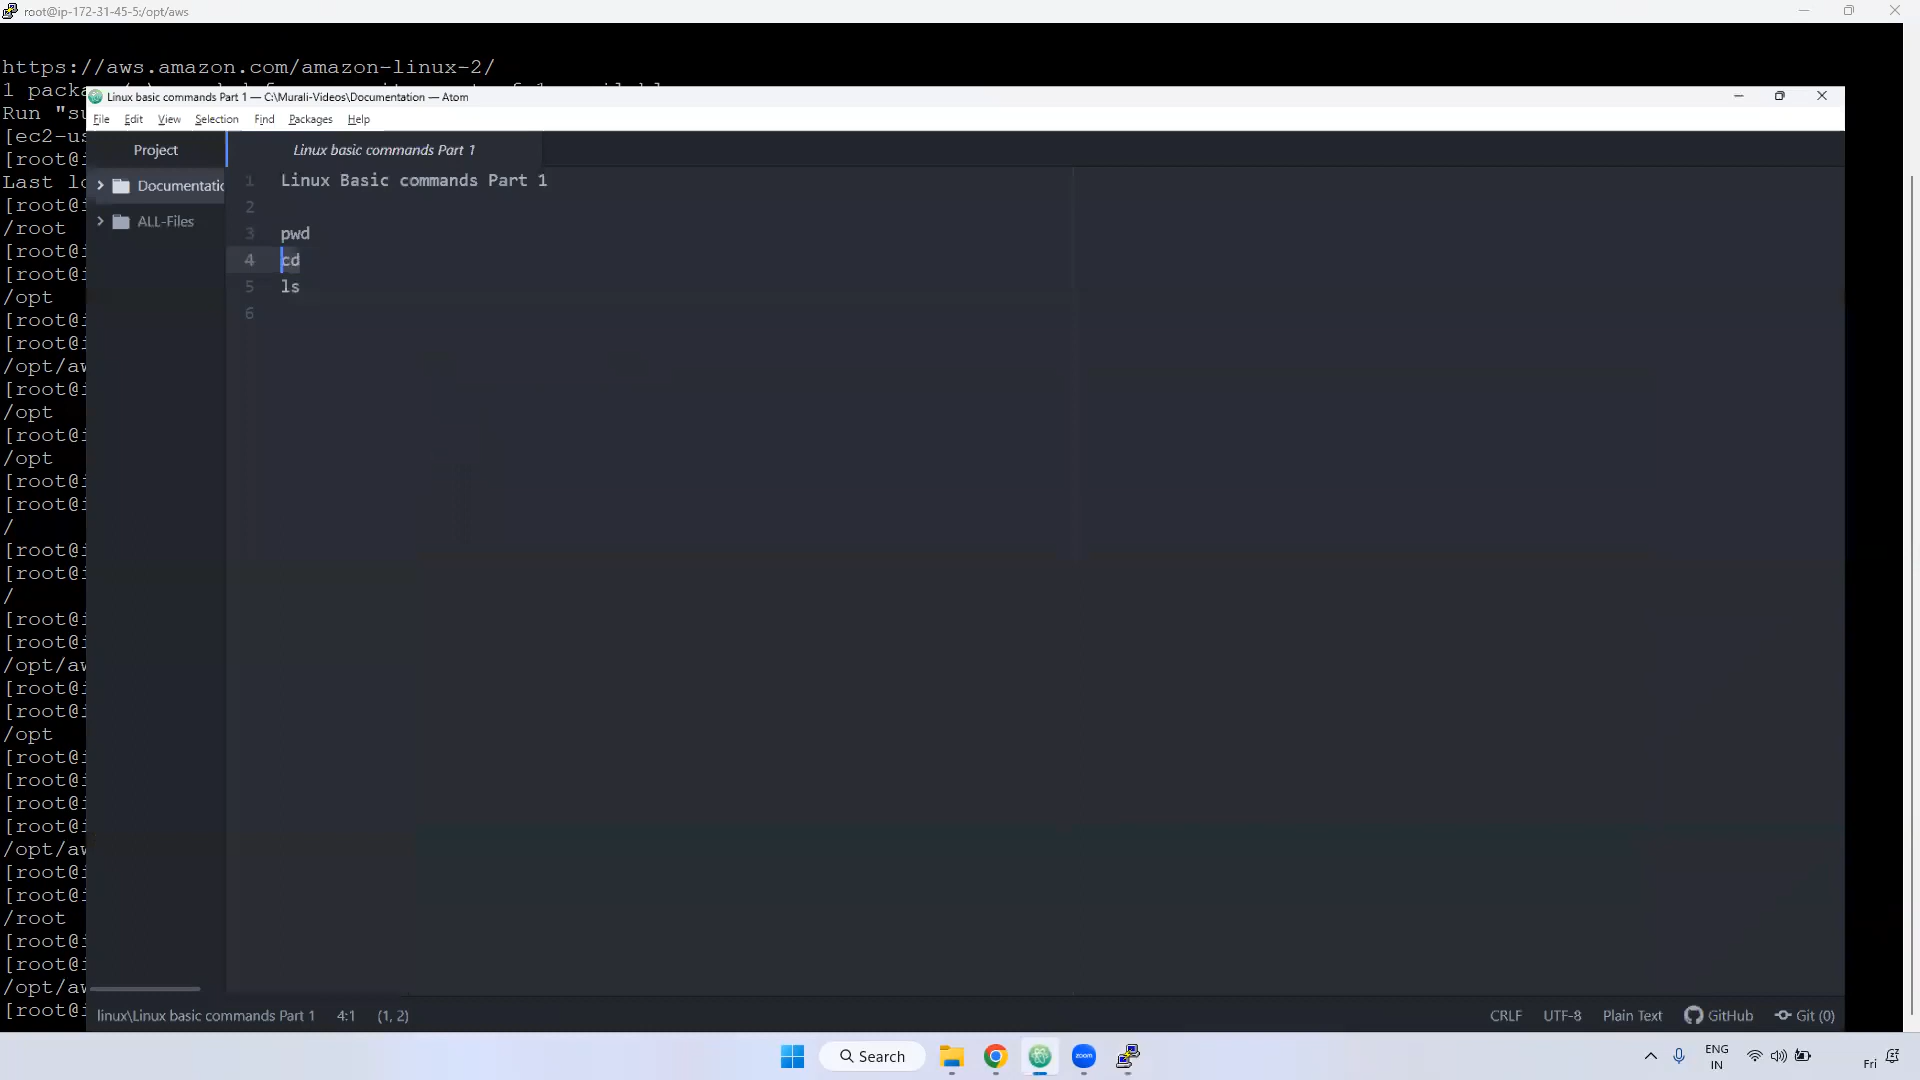 root@ip-172-31-45-5:/opt/aws
https://aws.amazon.com/amazon-linux-2/
1 packa
Run "su
[ec2-us
[root@i
Last lo
[root@i
/root
[root@i
[root@i
/opt
[root@i
[root@i
/opt/aw
[root@i
/opt
[root@i
/opt
[root@i
[root@i
/
[root@i
[root@i
/
[root@i
[root@i
/opt/aw
[root@i
[root@i
/opt
[root@i
[root@i
[root@i
[root@i
/opt/aw
[root@i
[root@i
/root
[root@i
[root@i
/opt/aw
[root@i
Linux basic commands Part 1 — C:\Murali-Videos\Documentation — Atom
File Edit View Selection Find Packages Help
Project
Documentatio
ALL-Files
Linux basic commands Part 1
1 Linux Basic commands Part 1
2
3 pwd
4 cd
5 ls
6
linux\Linux basic commands Part 1 4:1 (1, 2)
CRLF UTF-8 Plain Text GitHub Git (0)
Search
zoom
ENG
IN
Fri